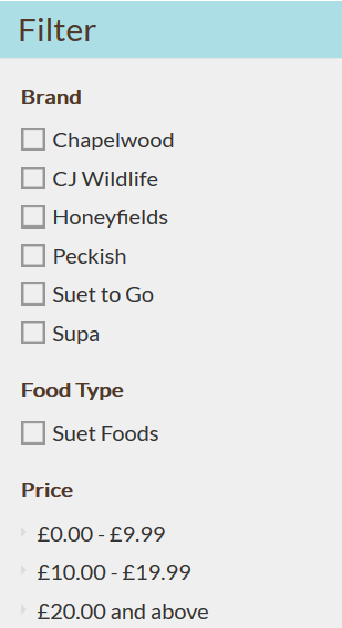 Filter
Brand
Chapelwood
CJ Wildlife
Honeyfields
Peckish
Suet to Go
Supa
Food Type
Suet Foods
Price
£0.00 - £9.99
£10.00 - £19.99
£20.00 and above